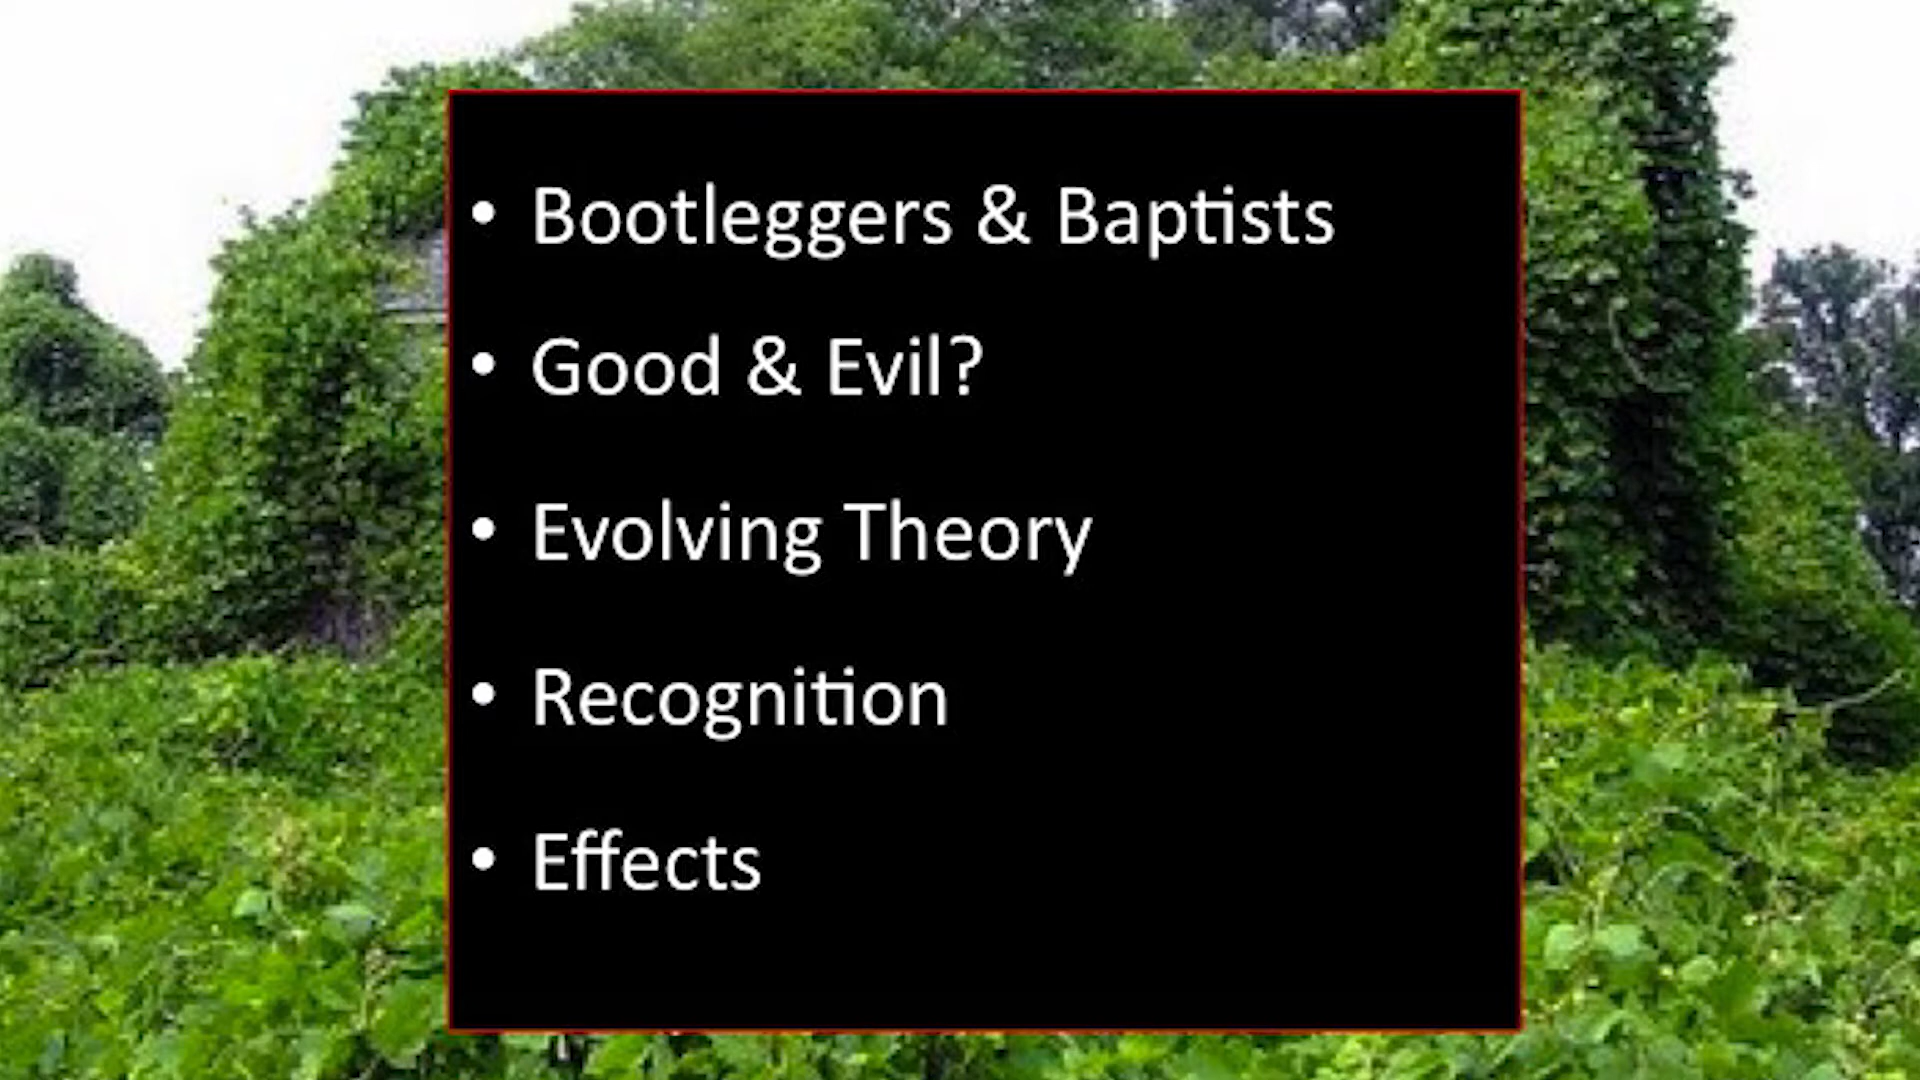 • Bootleggers & Baptists
• Good & Evil?
• Evolving Theory
• Recognition
• Effects